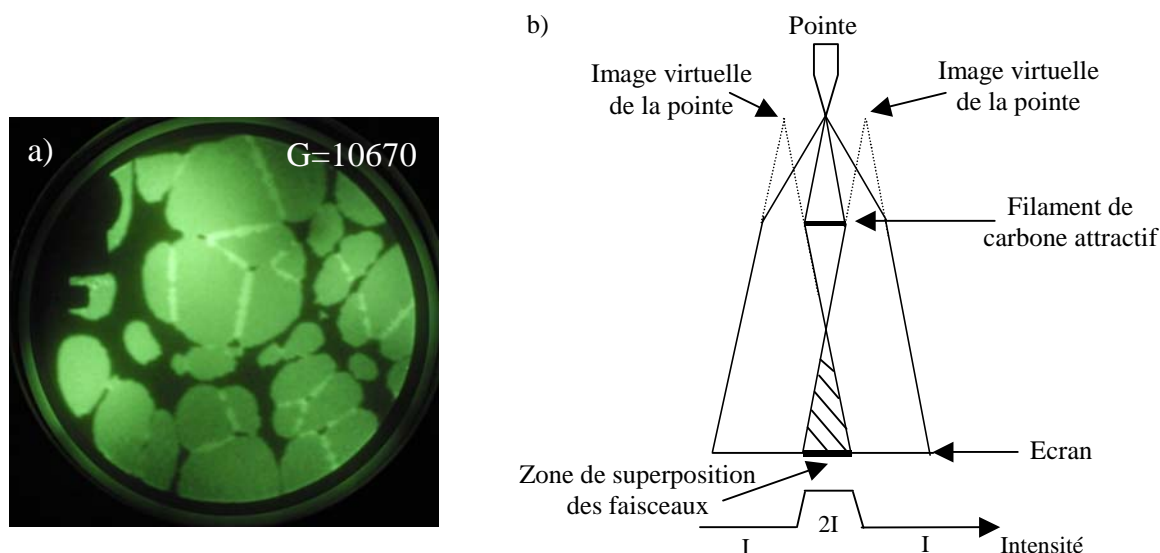 a)
G=10670
b)
Pointe
Image virtuelle
de la pointe
Image virtuelle
de la pointe
Filament de
carbone attractif
Ecran
Zone de superposition
des faisceaux
2I
I
I
Intensité